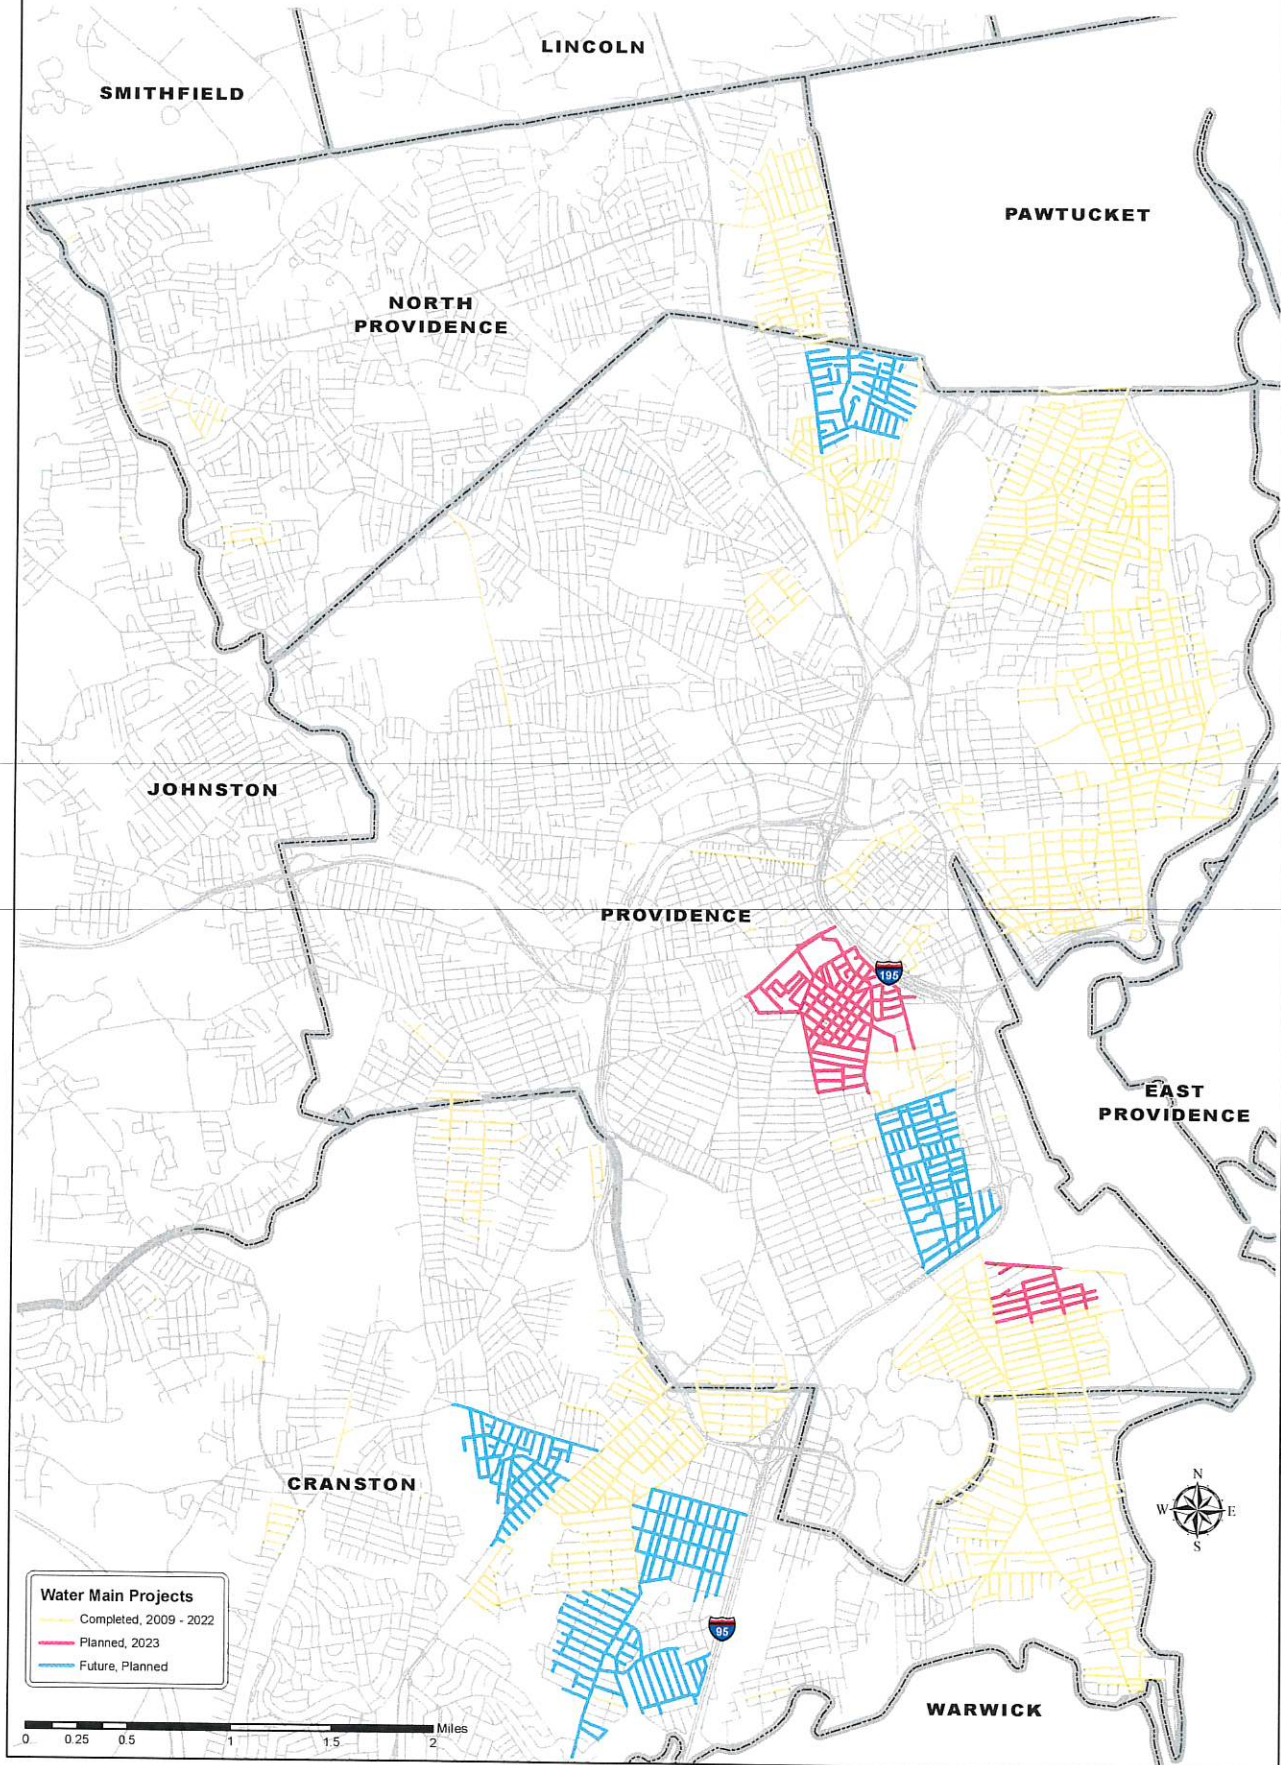 LINCOLN
SMITHFIELD
PAWTUCKET
NORTH
PROVIDENCE
JOHNSTON
PROVIDENCE
195
EAST
PROVIDENCE
CRANSTON
N
W E
S
Water Main Projects
Completed, 2009 - 2022
Planned, 2023
Future, Planned
95
WARWICK
Miles
0 0.25 0.5 1 1.5 2